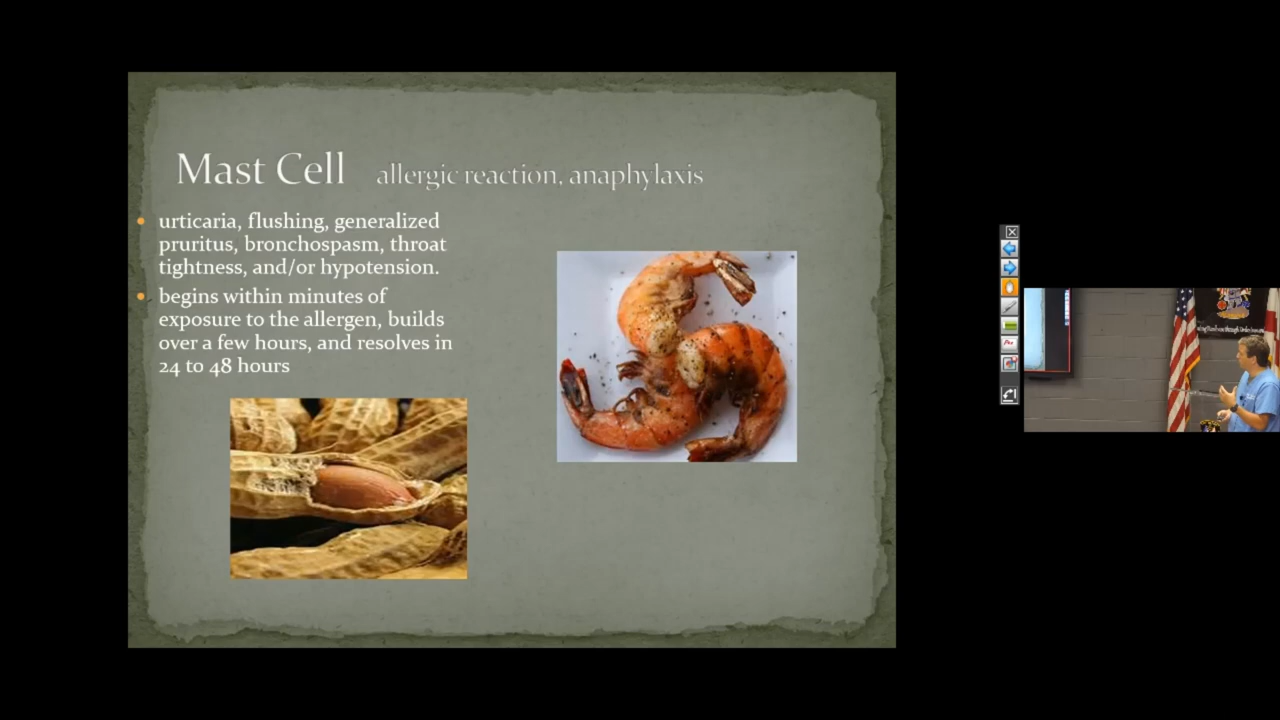 Mast Cell allergic reaction, anaphylaxis
urticaria, flushing, generalized
pruritus, bronchospasm, throat
tightness, and/or hypotension.
begins within minutes of
exposure to the allergen, builds
over a few hours, and resolves in
24 to 48 hours